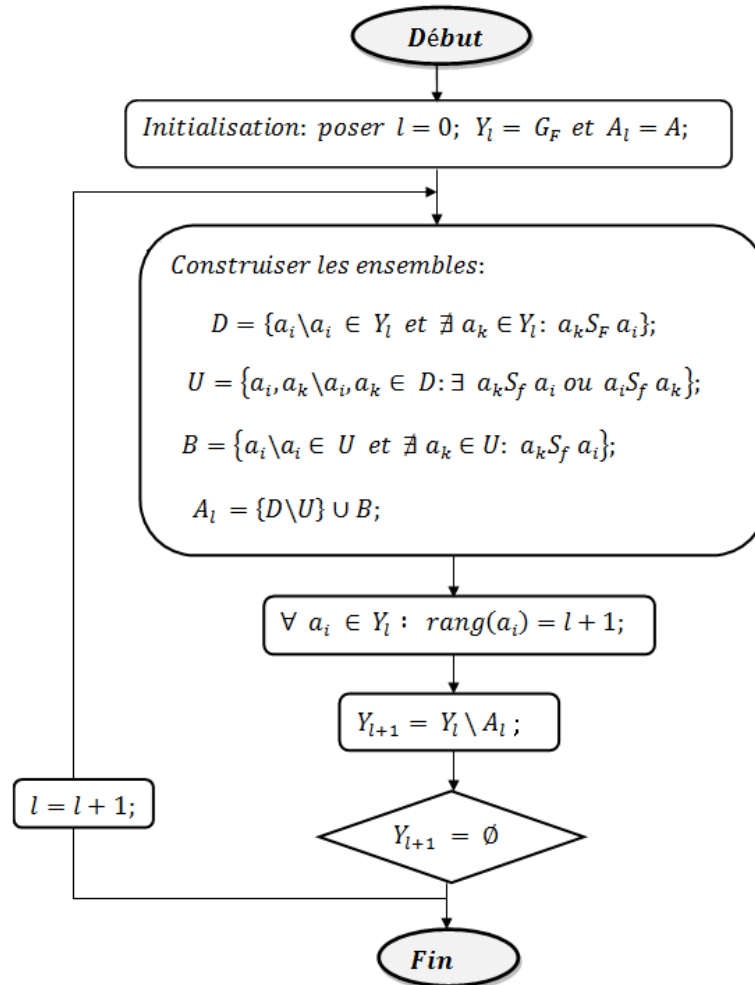 Début
Initialisation: poser l = 0; Y_l = G_F et A_l = A;
Construiser les ensembles:
D = {a_i\a_i ∈ Y_l et ∄ a_k ∈ Y_l: a_k S_F a_i};
U = {a_i, a_k\a_i, a_k ∈ D: ∃ a_k S_f a_i ou a_i S_f a_k};
B = {a_i\a_i ∈ U et ∄ a_k ∈ U: a_k S_f a_i};
A_l = {D\U} ∪ B;
∀ a_i ∈ Y_l : rang(a_i) = l + 1;
Y_{l+1} = Y_l \ A_l ;
l = l + 1;
Y_{l+1} = ∅
Fin